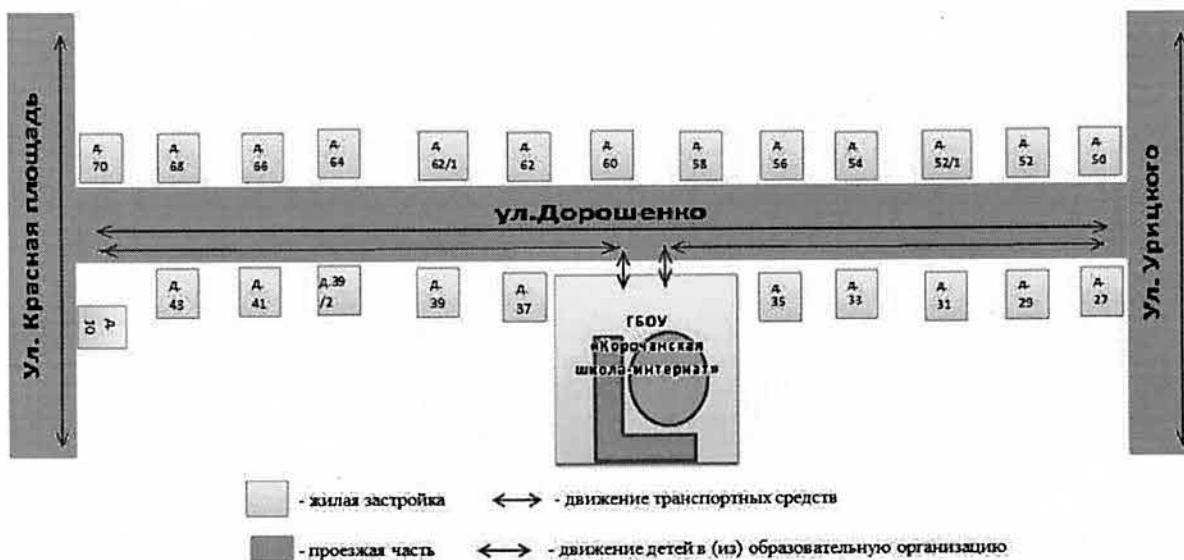 Ул. Красная площадь
д. 70
д. 68
д. 66
д. 64
д. 62/1
д. 62
д. 60
д. 58
д. 56
д. 54
д. 52/1
д. 52
д. 50
ул.Дорошенко
Ул. Урицкого
д. 10
д. 43
д. 41
д.39 /2
д. 39
д. 37
д. 35
д. 33
д. 31
д. 29
д. 27
ГБОУ
«Корочанская
школа-интернат»
- жилая застройка
- движение транспортных средств
- проезжая часть
- движение детей в (из) образовательную организацию